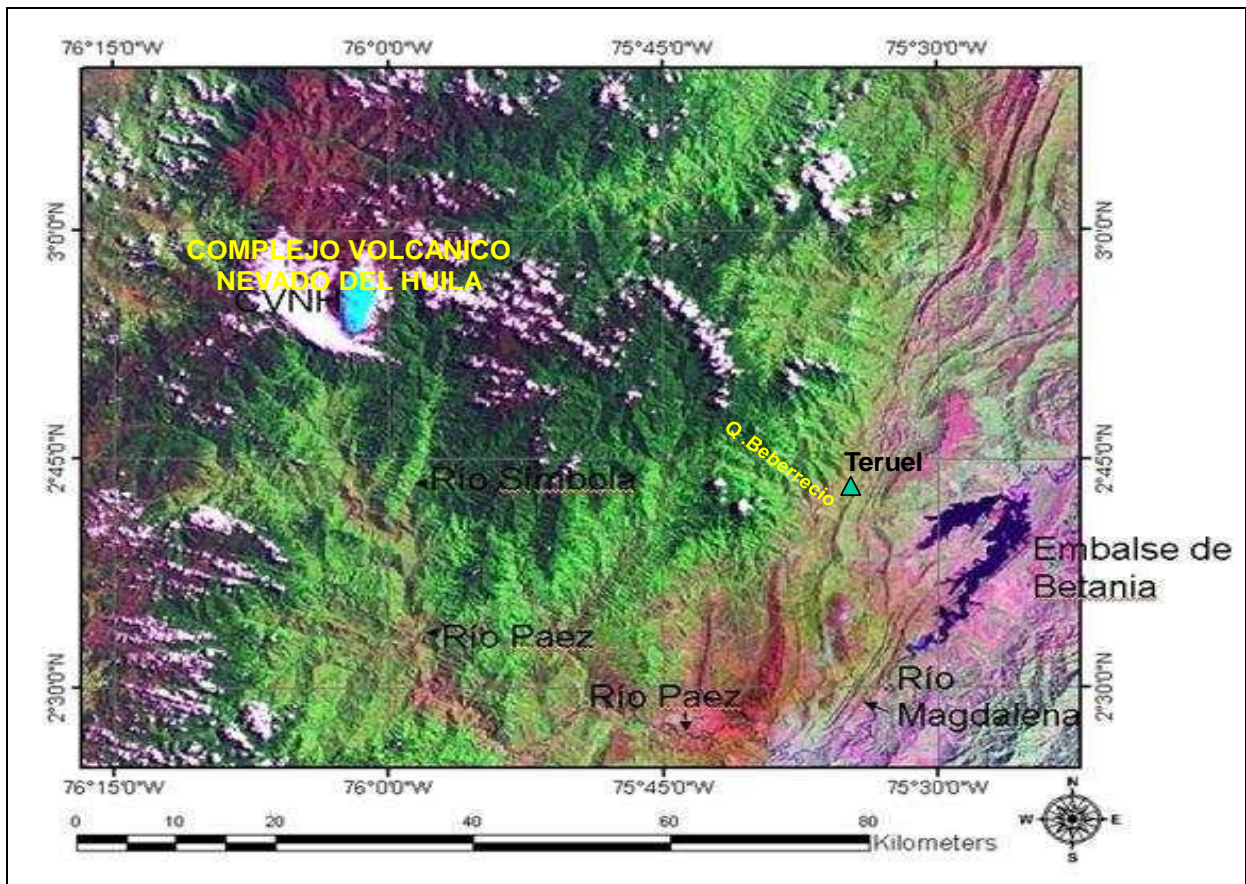 76°15'0"W 76°0'0"W 75°45'0"W 75°30'0"W
3°0'0"N 3°0'0"N
COMPLEJO VOLCANICO
NEVADO DEL HUILA
CVNH
Q.Beberrecio
Teruel
2°45'0"N 2°45'0"N
Río Símbola
Embalse de
Betania
Río Paez
Río Paez
Río
Magdalena
2°30'0"N 2°30'0"N
76°15'0"W 76°0'0"W 75°45'0"W 75°30'0"W
N
W E
S
0 10 20 40 60 80
Kilometers